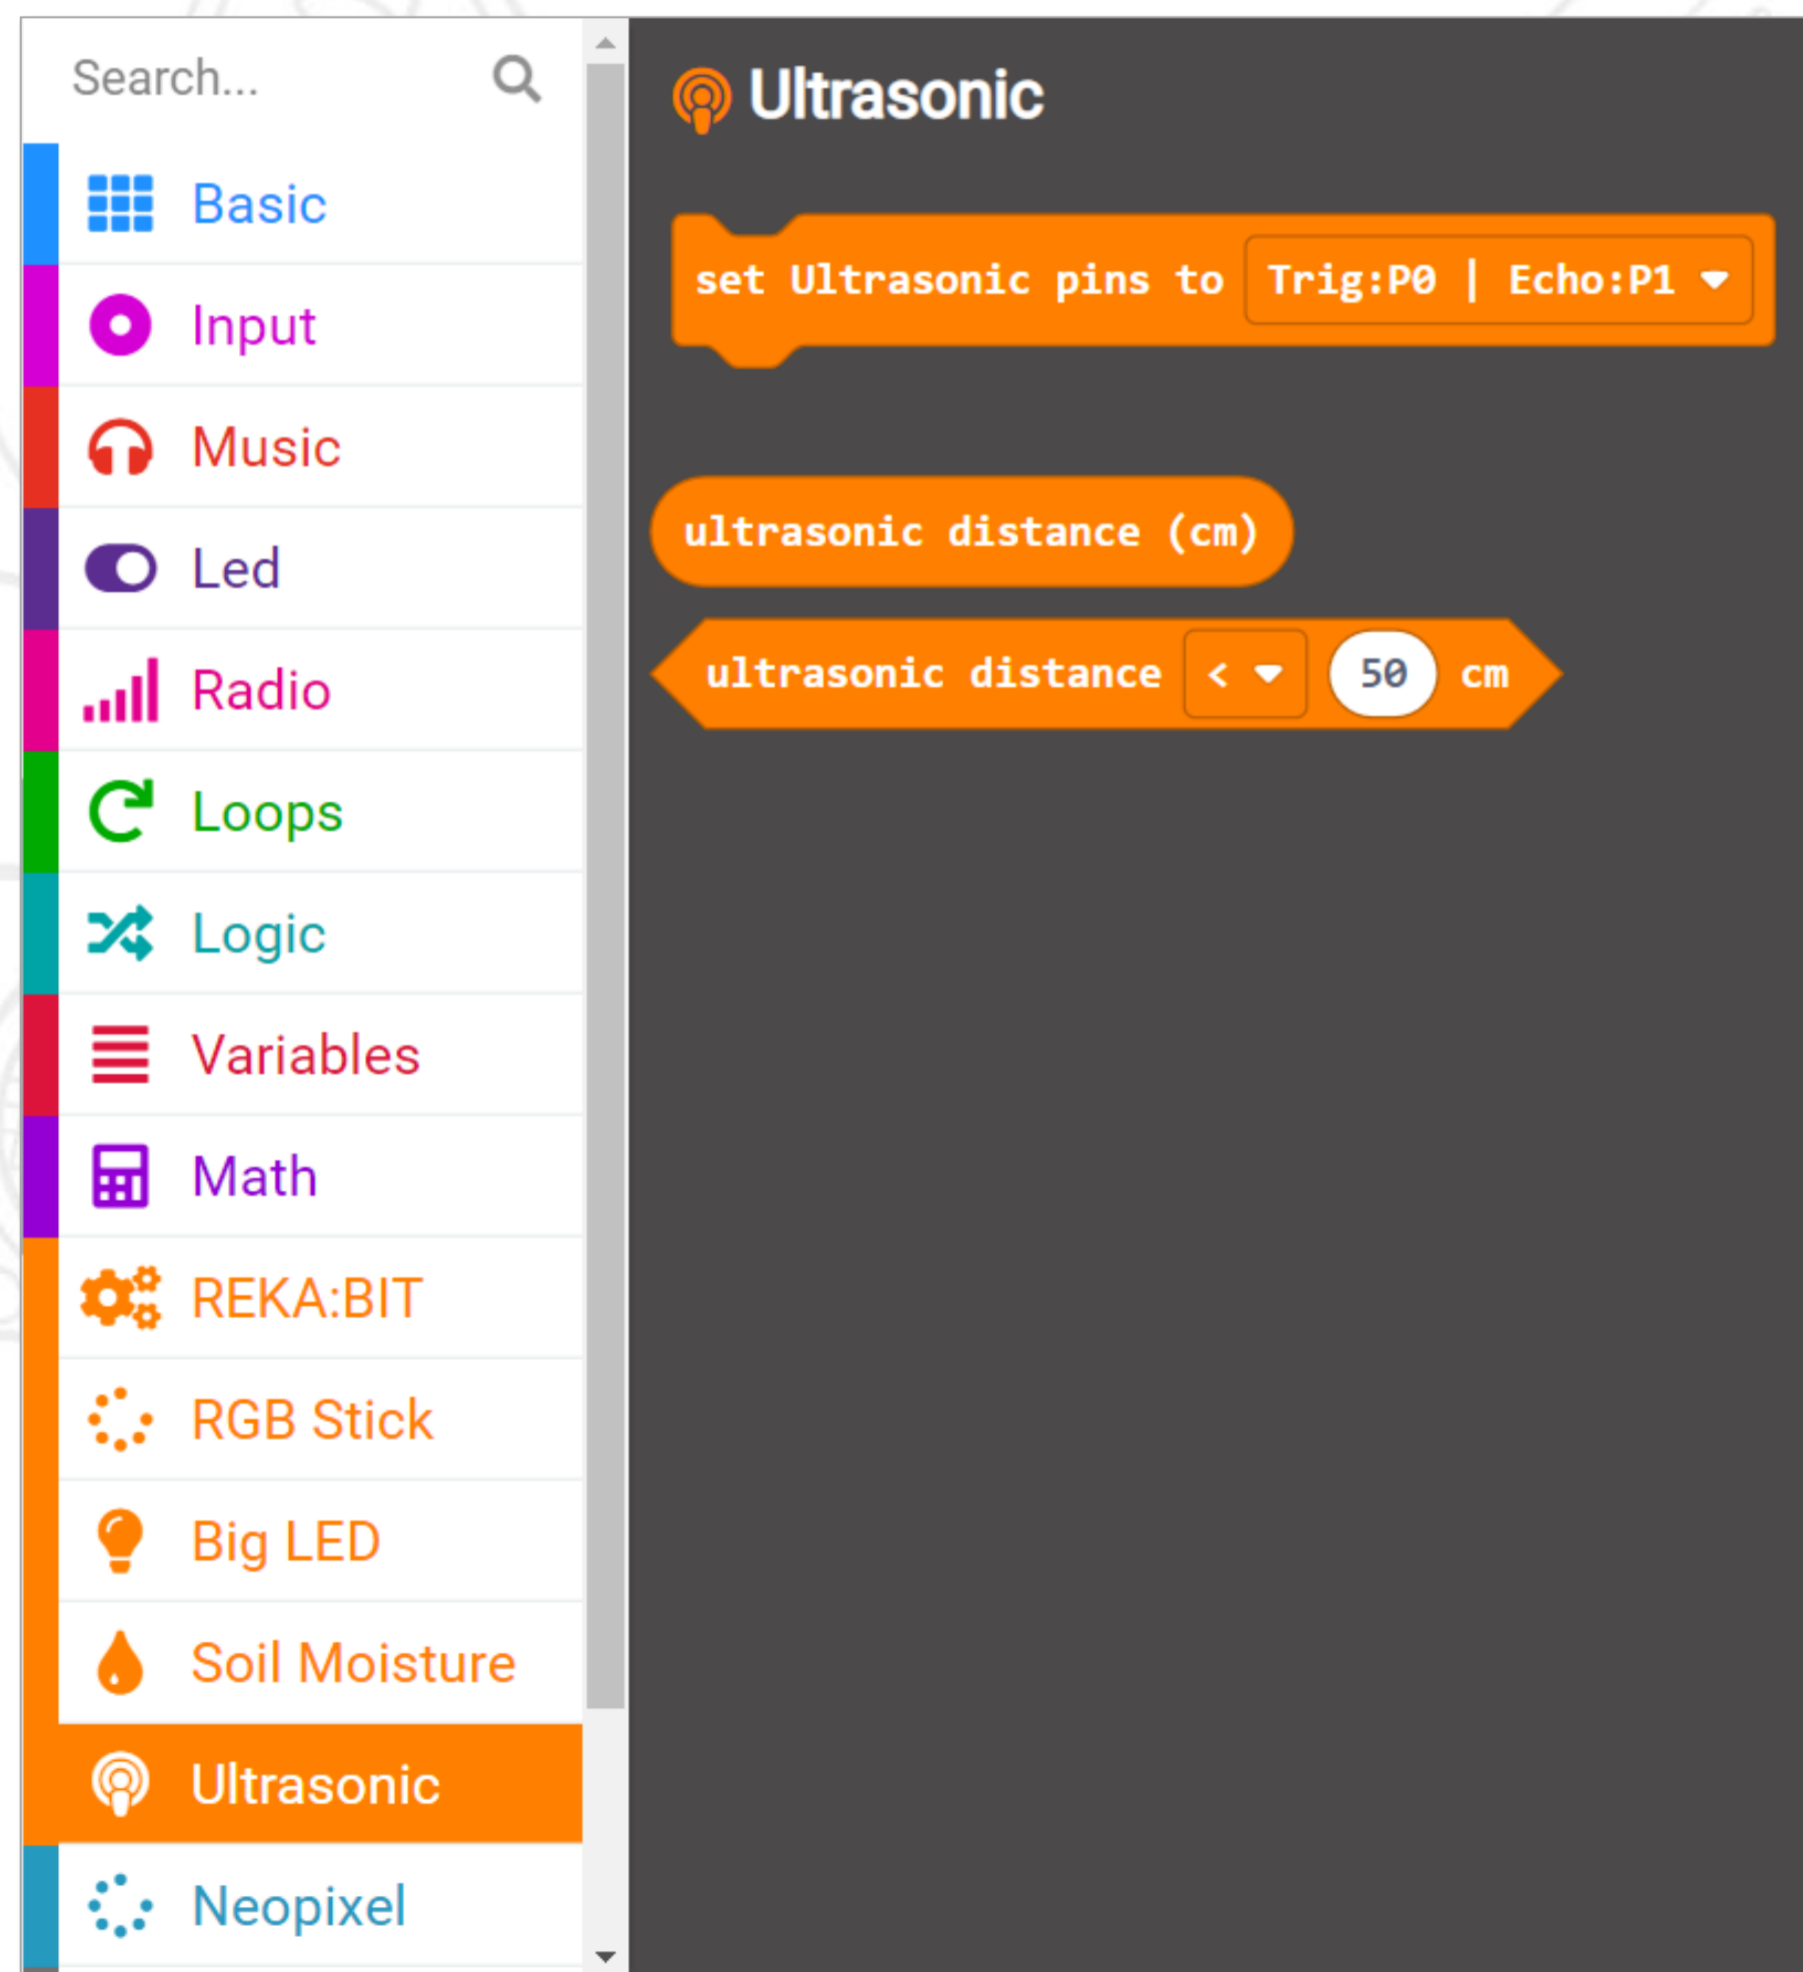 Search...
Basic
Input
Music
Led
Radio
Loops
Logic
Variables
Math
REKA:BIT
RGB Stick
Big LED
Soil Moisture
Ultrasonic
Neopixel
Ultrasonic
set Ultrasonic pins to Trig:P0 | Echo:P1
ultrasonic distance (cm)
ultrasonic distance < 50 cm